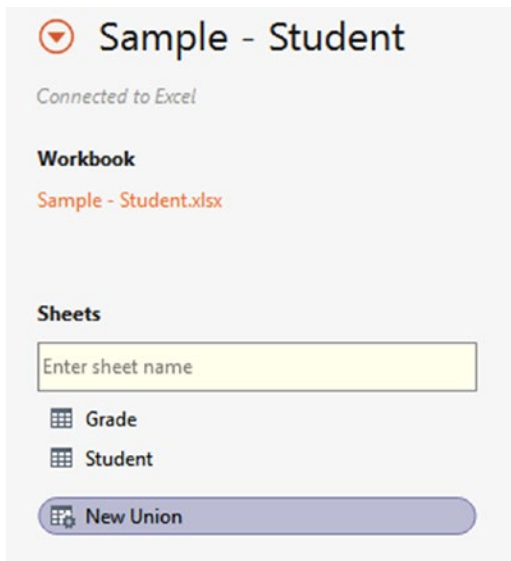 Sample - Student
Connected to Excel
Workbook
Sample - Student.xlsx
Sheets
Enter sheet name
Grade
Student
New Union